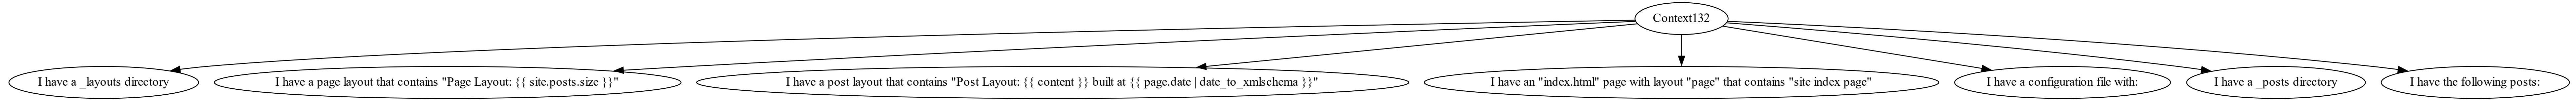 Context132
I have a _layouts directory
I have a page layout that contains "Page Layout: {{ site.posts.size }}"
I have a post layout that contains "Post Layout: {{ content }} built at {{ page.date | date_to_xmlschema }}"
I have an "index.html" page with layout "page" that contains "site index page"
I have a configuration file with:
I have a _posts directory
I have the following posts: